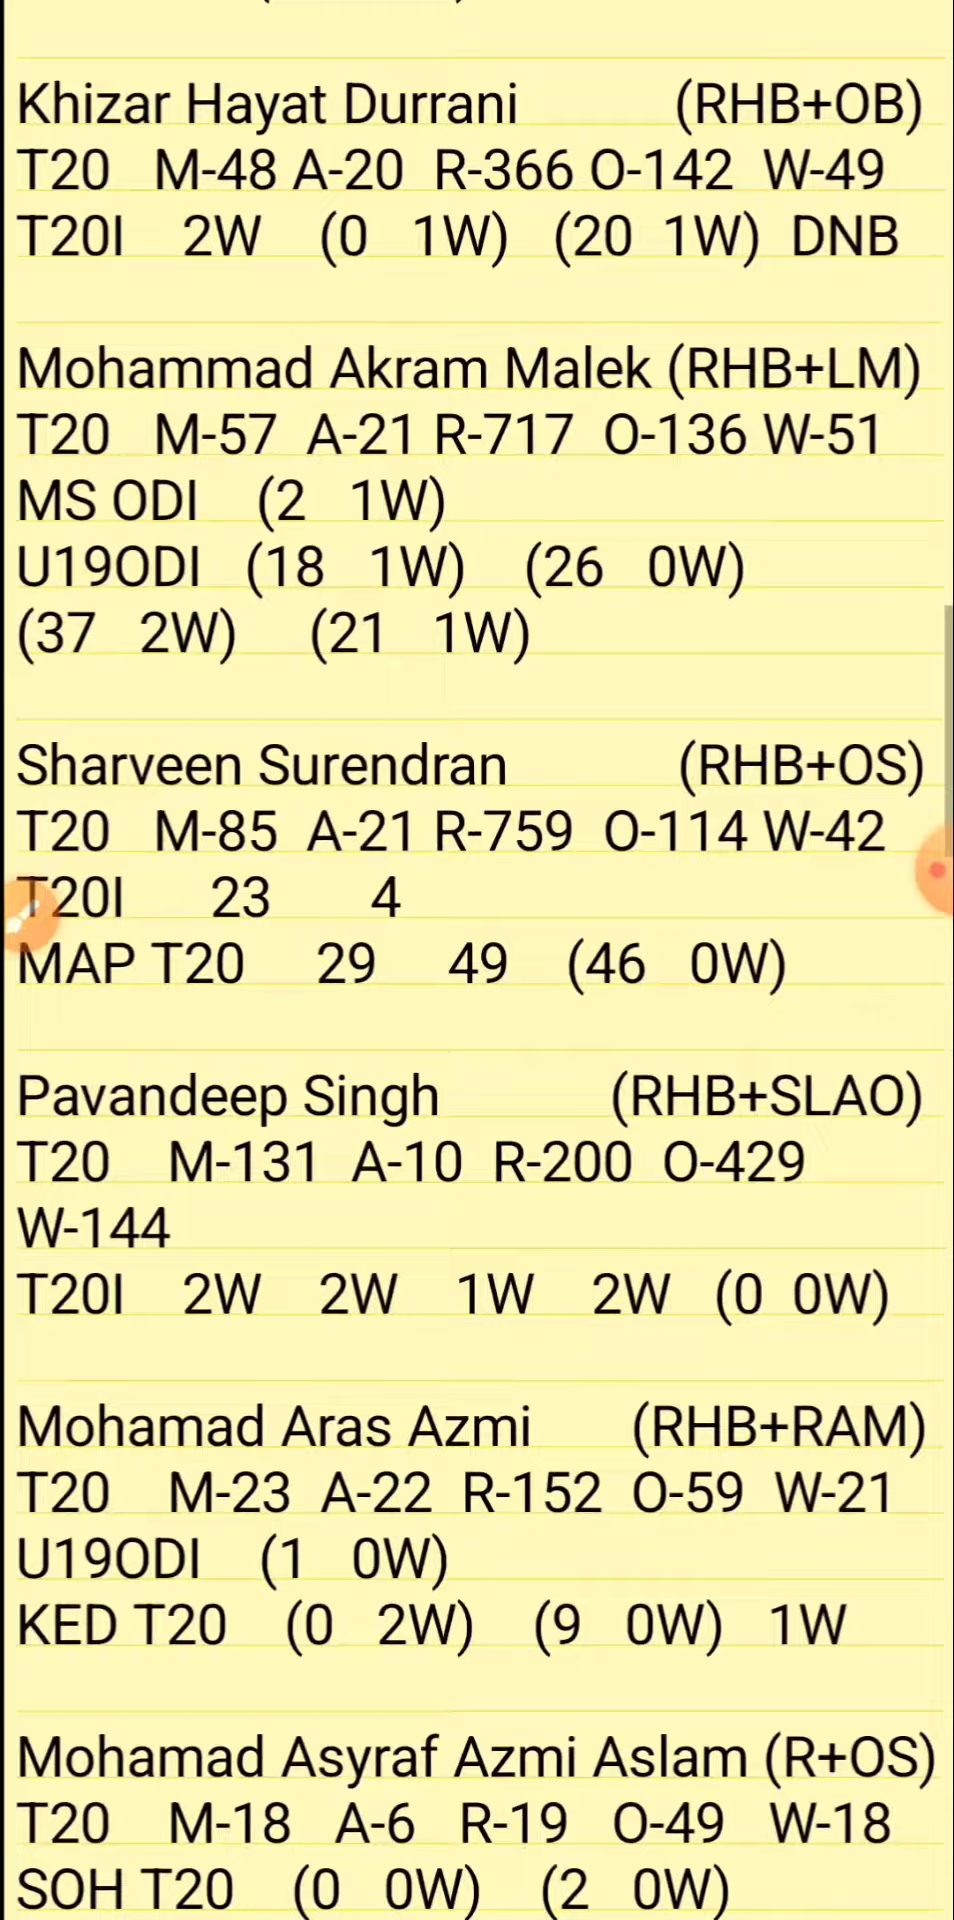 Khizar Hayat Durrani (RHB+OB)
T20 M-48 A-20 R-366 O-142 W-49
T20I 2W (0 1W) (20 1W) DNB
Mohammad Akram Malek (RHB+LM)
T20 M-57 A-21 R-717 O-136 W-51
MS ODI (2 1W)
U19ODI (18 1W) (26 0W)
(37 2W) (21 1W)
Sharveen Surendran (RHB+OS)
T20 M-85 A-21 R-759 O-114 W-42
T20I 23 4
MAP T20 29 49 (46 0W)
Pavandeep Singh (RHB+SLAO)
T20 M-131 A-10 R-200 O-429
W-144
T20I 2W 2W 1W 2W (0 0W)
Mohamad Aras Azmi (RHB+RAM)
T20 M-23 A-22 R-152 O-59 W-21
U19ODI (1 0W)
KED T20 (0 2W) (9 0W) 1W
Mohamad Asyraf Azmi Aslam (R+OS)
T20 M-18 A-6 R-19 O-49 W-18
SOH T20 (0 0W) (2 0W)